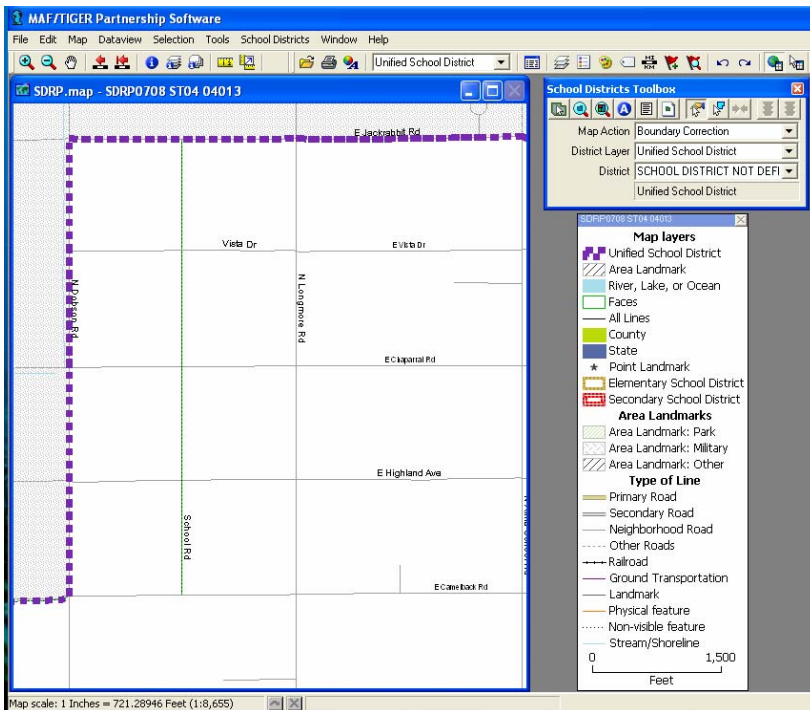 MAF/TIGER Partnership Software
File Edit Map Dataview Selection Tools School Districts Window Help
Unified School District
SDRP.map - SDRP0708 ST04 04013
E Jackrabbit Rd
Vista Dr
E Vista Dr
N Dobson Rd
N Longmore Rd
E Chaparral Rd
E Highland Ave
School Rd
E Camelback Rd
School Districts Toolbox
Map Action Boundary Correction
District Layer Unified School District
District SCHOOL DISTRICT NOT DEFI
Unified School District
SDRP0708 ST04 04013
Map layers
Unified School District
Area Landmark
River, Lake, or Ocean
Faces
All Lines
County
State
Point Landmark
Elementary School District
Secondary School District
Area Landmarks
Area Landmark: Park
Area Landmark: Military
Area Landmark: Other
Type of Line
Primary Road
Secondary Road
Neighborhood Road
Other Roads
Railroad
Ground Transportation
Landmark
Physical feature
Non-visible feature
Stream/Shoreline
0 1,500
Feet
Map scale: 1 Inches = 721.28946 Feet (1:8,655)